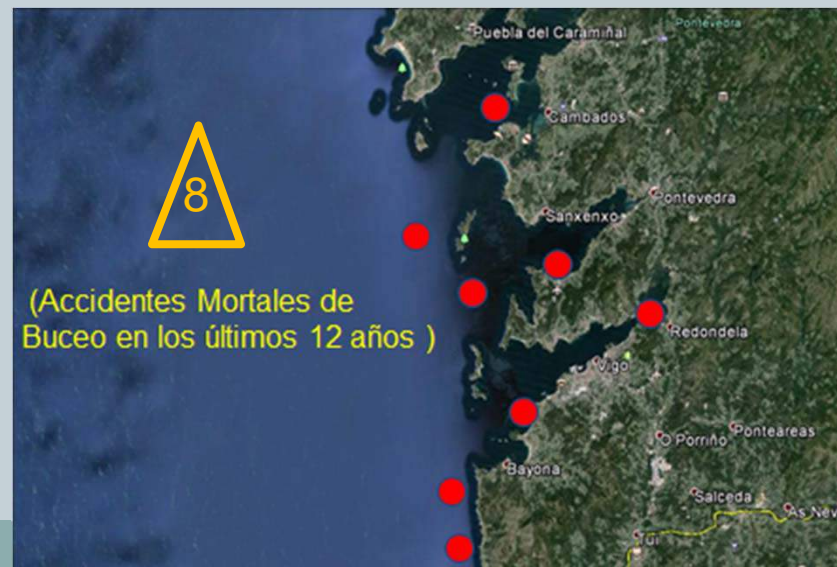 Puebla del Caramiñal
Pontevedra
Cambados
8
Pontevedra
Sanxenxo
(Accidentes Mortales de
Buceo en los últimos 12 años )
Redondela
Vigo
Ponteareas
O Porriño
Bayona
Salceda
As Nev
Tui